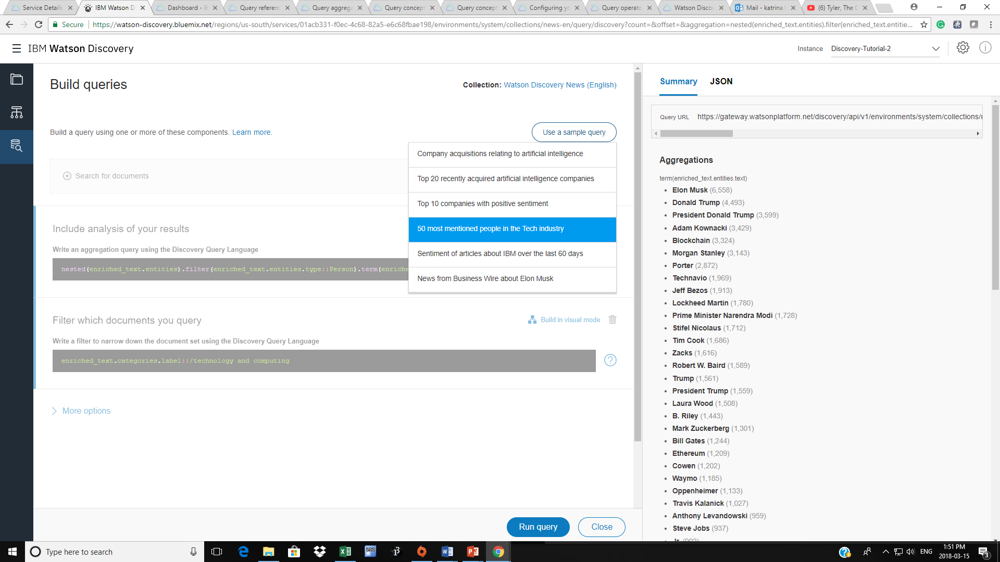 Service Details
IBM Watson D
Dashboard - IE
Query referenc
Query aggrega
Query concept
Query concept
Configuring yo
Query operato
Watson Discov
Mail - katrina.
(6) Tyler, The C
Secure
https://watson-discovery.bluemix.net/regions/us-south/services/01acb331-f0ec-4c68-82a5-e6c68fbae198/environments/system/collections/news-en/query/discovery?count=&offset=&aggregation=nested(enriched_text.entities).filter(enriched_text.entitie...
IBM Watson Discovery
Instance
Discovery-Tutorial-2
Build queries
Collection: Watson Discovery News (English)
Build a query using one or more of these components. Learn more.
Use a sample query
Company acquisitions relating to artificial intelligence
Top 20 recently acquired artificial intelligence companies
Top 10 companies with positive sentiment
50 most mentioned people in the Tech industry
Sentiment of articles about IBM over the last 60 days
News from Business Wire about Elon Musk
Search for documents
Include analysis of your results
Write an aggregation query using the Discovery Query Language
nested(enriched_text.entities).filter(enriched_text.entities.type::Person).term(enriche
Filter which documents you query
Build in visual mode
Write a filter to narrow down the document set using the Discovery Query Language
enriched_text.categories.label::/technology and computing
?
More options
Run query
Close
Summary
JSON
Query URL
https://gateway.watsonplatform.net/discovery/api/v1/environments/system/collections/r
Aggregations
term(enriched_text.entities.text)
Elon Musk (6,558)
Donald Trump (4,493)
President Donald Trump (3,599)
Adam Kownacki (3,429)
Blockchain (3,324)
Morgan Stanley (3,143)
Porter (2,872)
Technavio (1,969)
Jeff Bezos (1,913)
Lockheed Martin (1,780)
Prime Minister Narendra Modi (1,728)
Stifel Nicolaus (1,712)
Tim Cook (1,686)
Zacks (1,616)
Robert W. Baird (1,589)
Trump (1,561)
President Trump (1,559)
Laura Wood (1,508)
B. Riley (1,443)
Mark Zuckerberg (1,301)
Bill Gates (1,244)
Ethereum (1,209)
Cowen (1,202)
Waymo (1,185)
Oppenheimer (1,133)
Travis Kalanick (1,027)
Anthony Levandowski (959)
Steve Jobs (937)
Jr. (902)
Type here to search
ENG
1:51 PM
2018-03-15
3